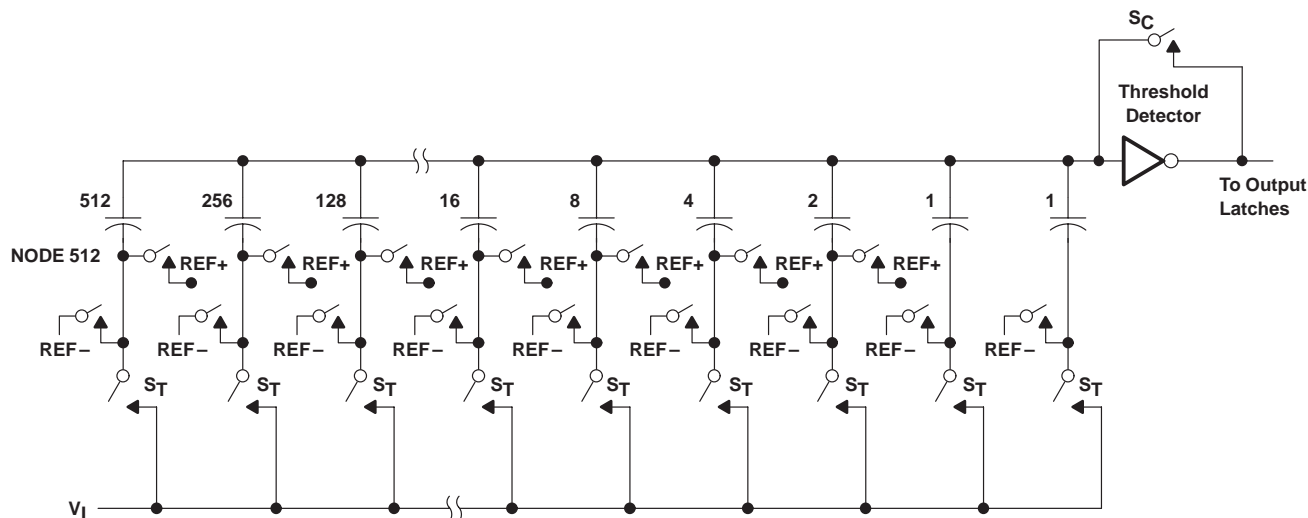 SC
Threshold
Detector
To Output
Latches
512 256 128 16 8 4 2 1 1
NODE 512 REF+ REF+ REF+ REF+ REF+ REF+ REF+
REF− REF− REF− REF− REF− REF− REF− REF− REF−
ST ST ST ST ST ST ST ST ST
VI